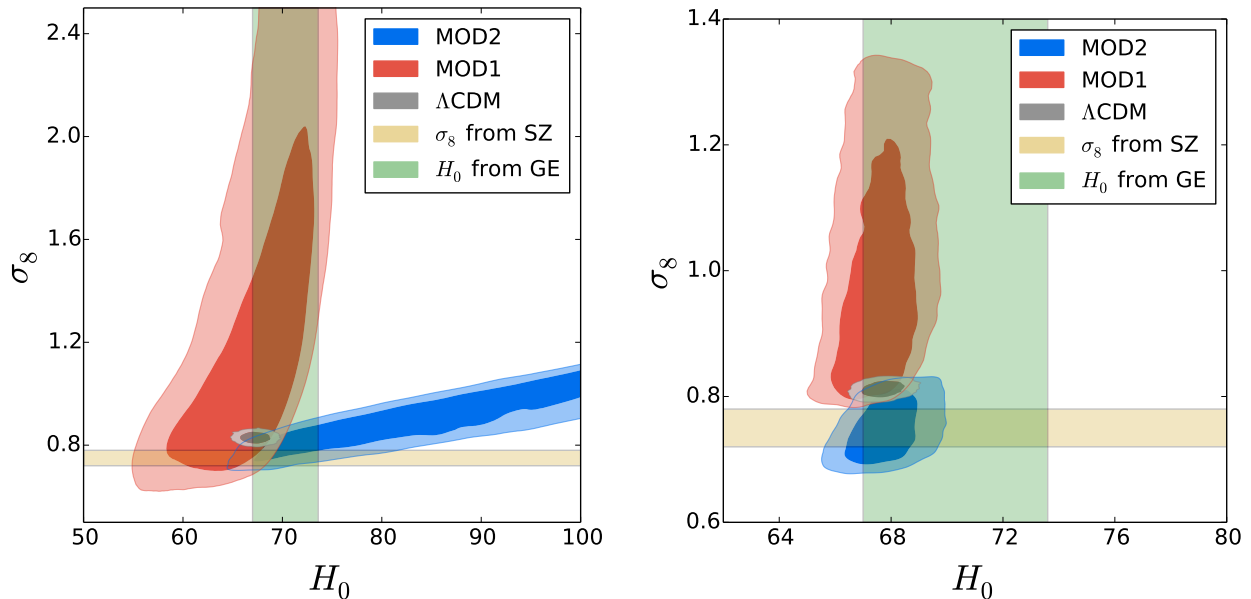 2.4
2.0
1.6
1.2
0.8
σ₈
50
60
70
80
90
100
H₀
MOD2
MOD1
ΛCDM
σ₈ from SZ
H₀ from GE
1.4
1.2
1.0
0.8
0.6
σ₈
64
68
72
76
80
H₀
MOD2
MOD1
ΛCDM
σ₈ from SZ
H₀ from GE